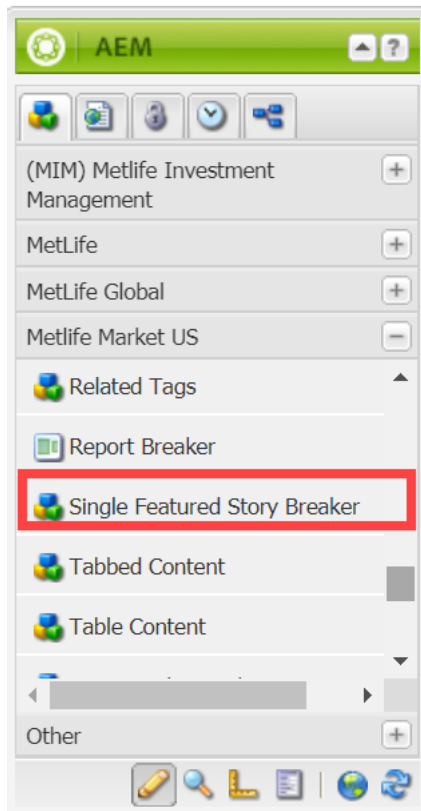 AEM
?
(MIM) Metlife Investment
Management
MetLife
MetLife Global
Metlife Market US
Related Tags
Report Breaker
Single Featured Story Breaker
Tabbed Content
Table Content
Other